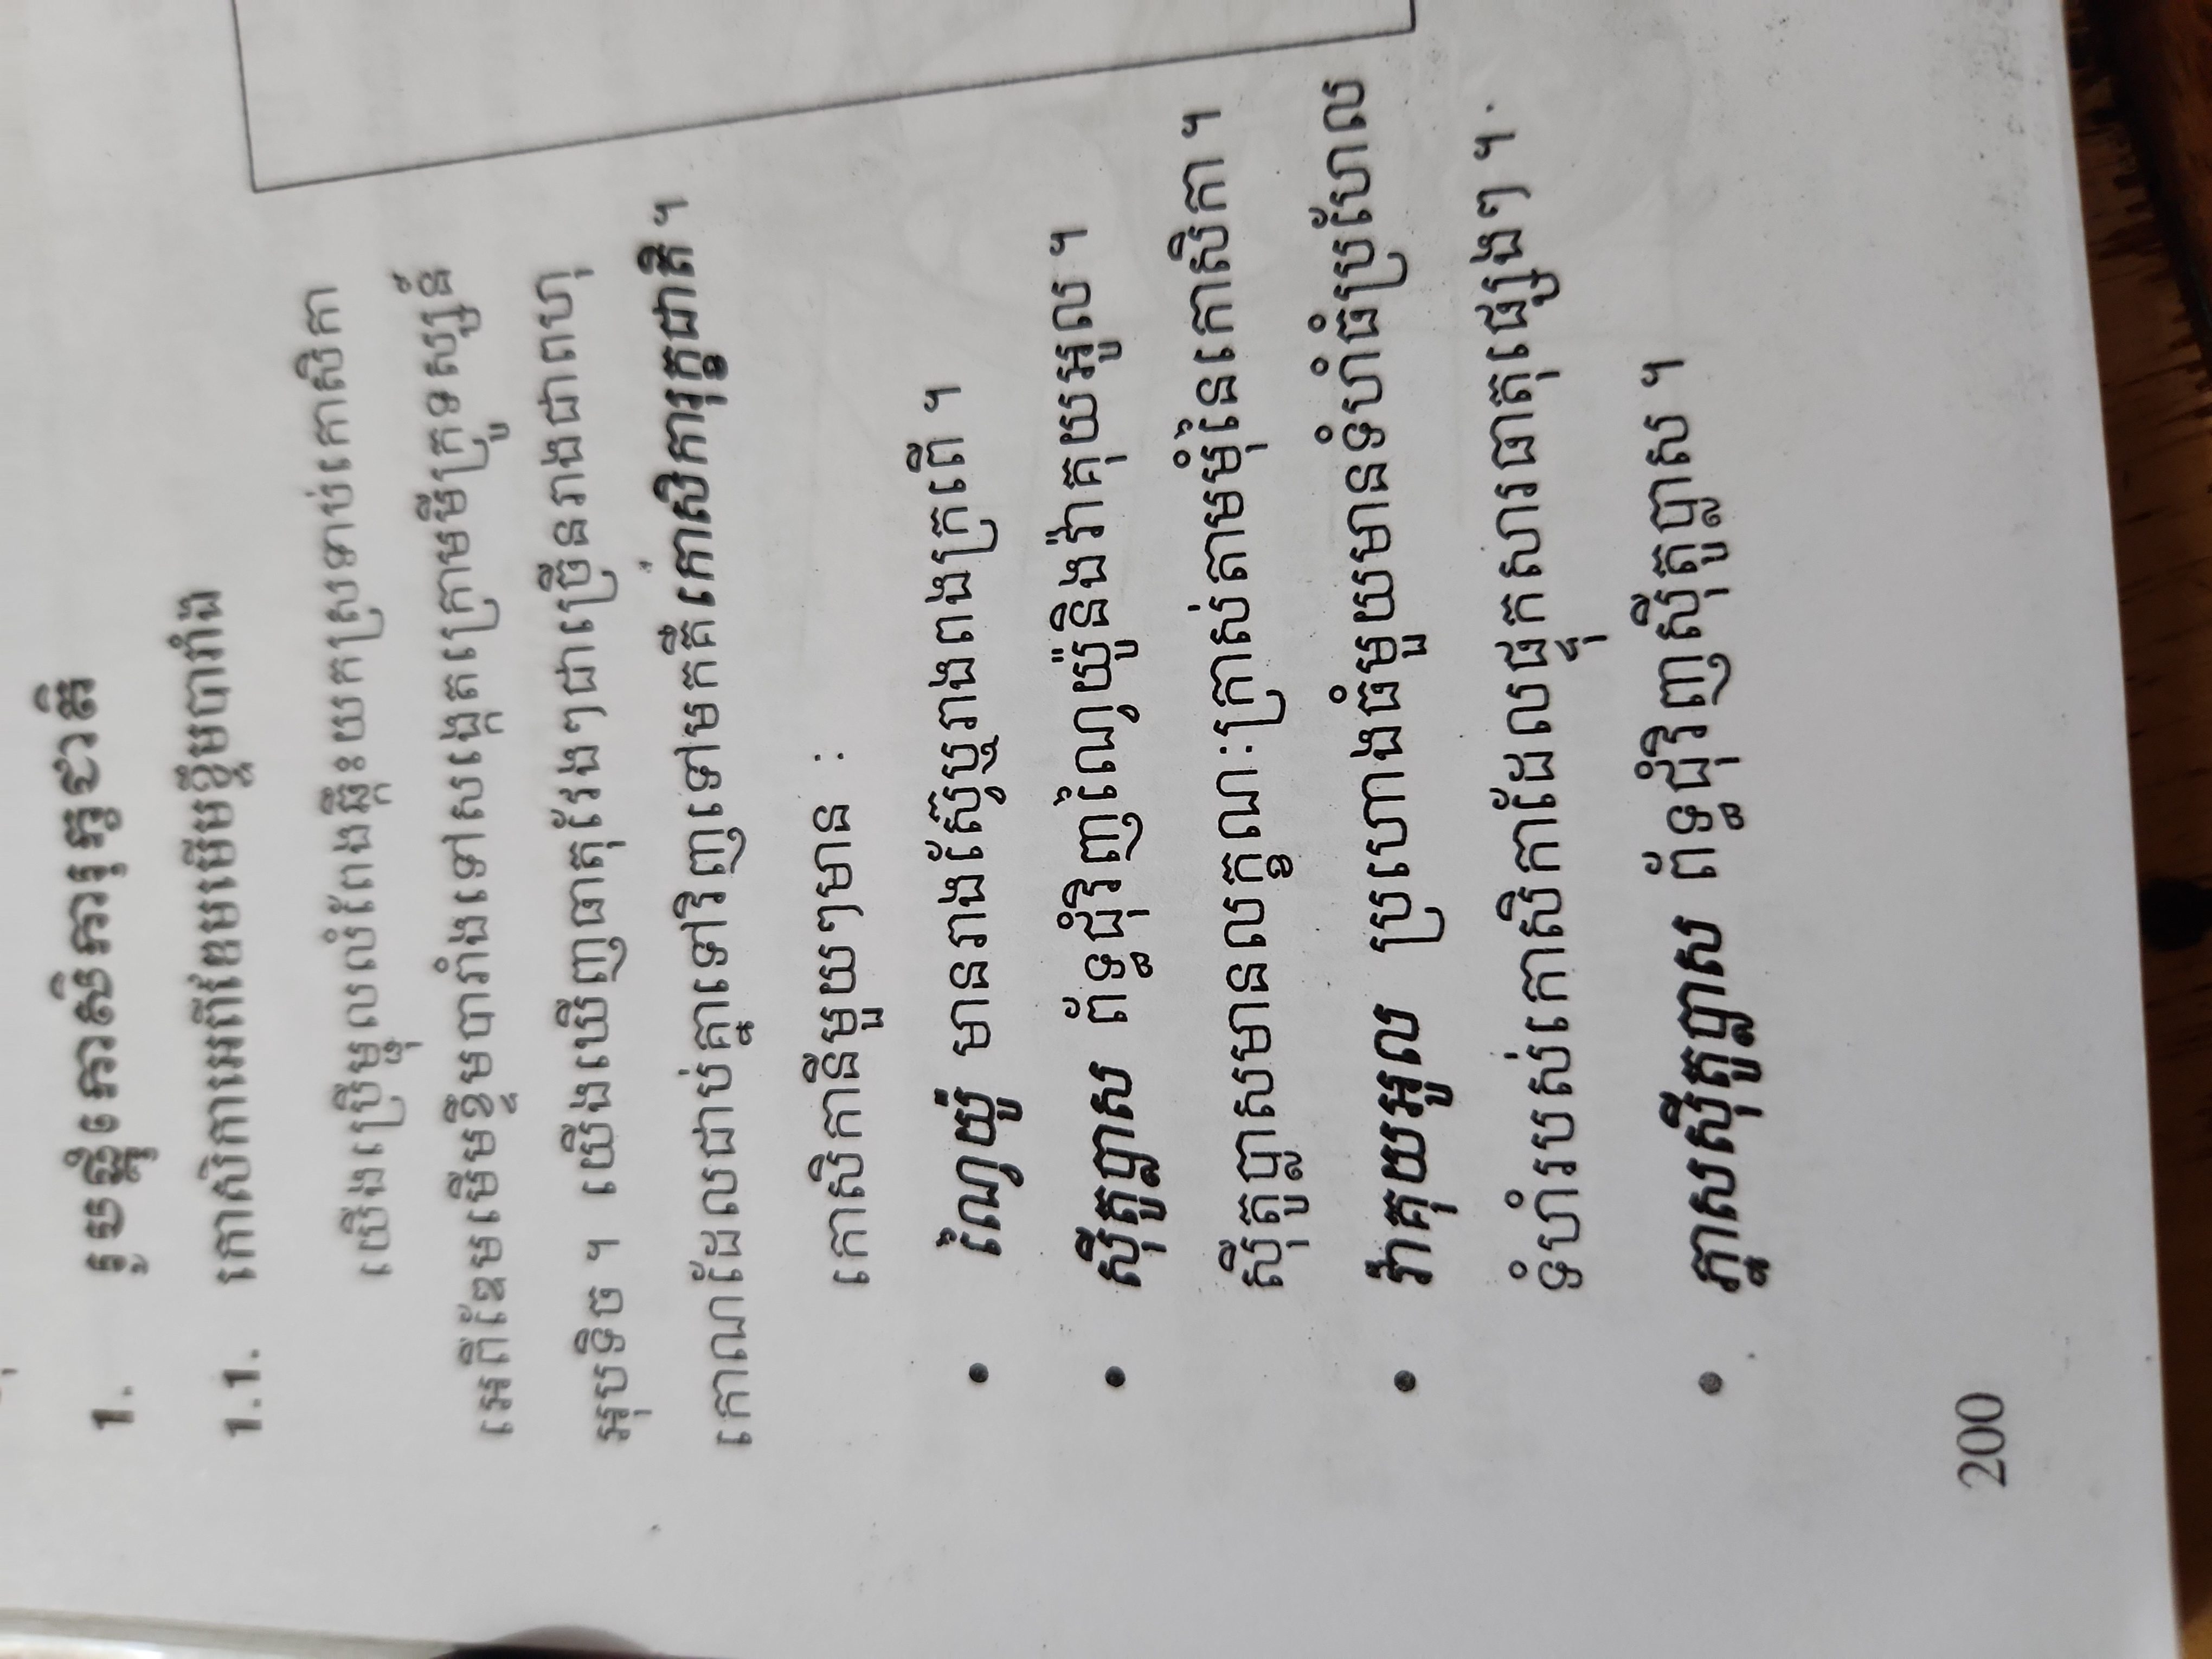 1. រូបផ្គុំកោសិការុក្ខជាតិ
1.1. កោសិកាអេពីឌែមមើមខ្ទឹមបារាំង
យើងប្រើម្ជុលលំពែងឆ្កឹះយកស្រទាប់កោសិកា
អេពីឌែមមើមខ្ទឹមបារាំងទៅសង្កេតក្រោមមីក្រូទស្សន៍
អុបទិច ។ យើងឃើញធាតុវែងៗជាច្រើនរាងជាពហុ
កោណដែលជាប់គ្នាទៅវិញទៅមកគឺកោសិការុក្ខជាតិ ។
កោសិកានីមួយៗមាន :
• ណ្វៃយ៉ូ មានរាងស្វ៊ែឬរាងពងក្រពើ ។
• ស៊ីតូប្លាស ព័ទ្ធជុំវិញណ្វៃយ៉ូនិងវ៉ាគុយអូល ។
ស៊ីតូប្លាសមានលក្ខណៈក្រាស់តាមមុំនៃកោសិកា ។
• វ៉ាគុយអូល ប្រហោងធំមួយមានទំហំធំប្រហែល
ទំហំរបស់កោសិកាដែលផ្ទុកសារធាតុផ្សេងៗ ។
• ភ្នាសស៊ីតូប្លាស ព័ទ្ធជុំវិញស៊ីតូប្លាស ។
200